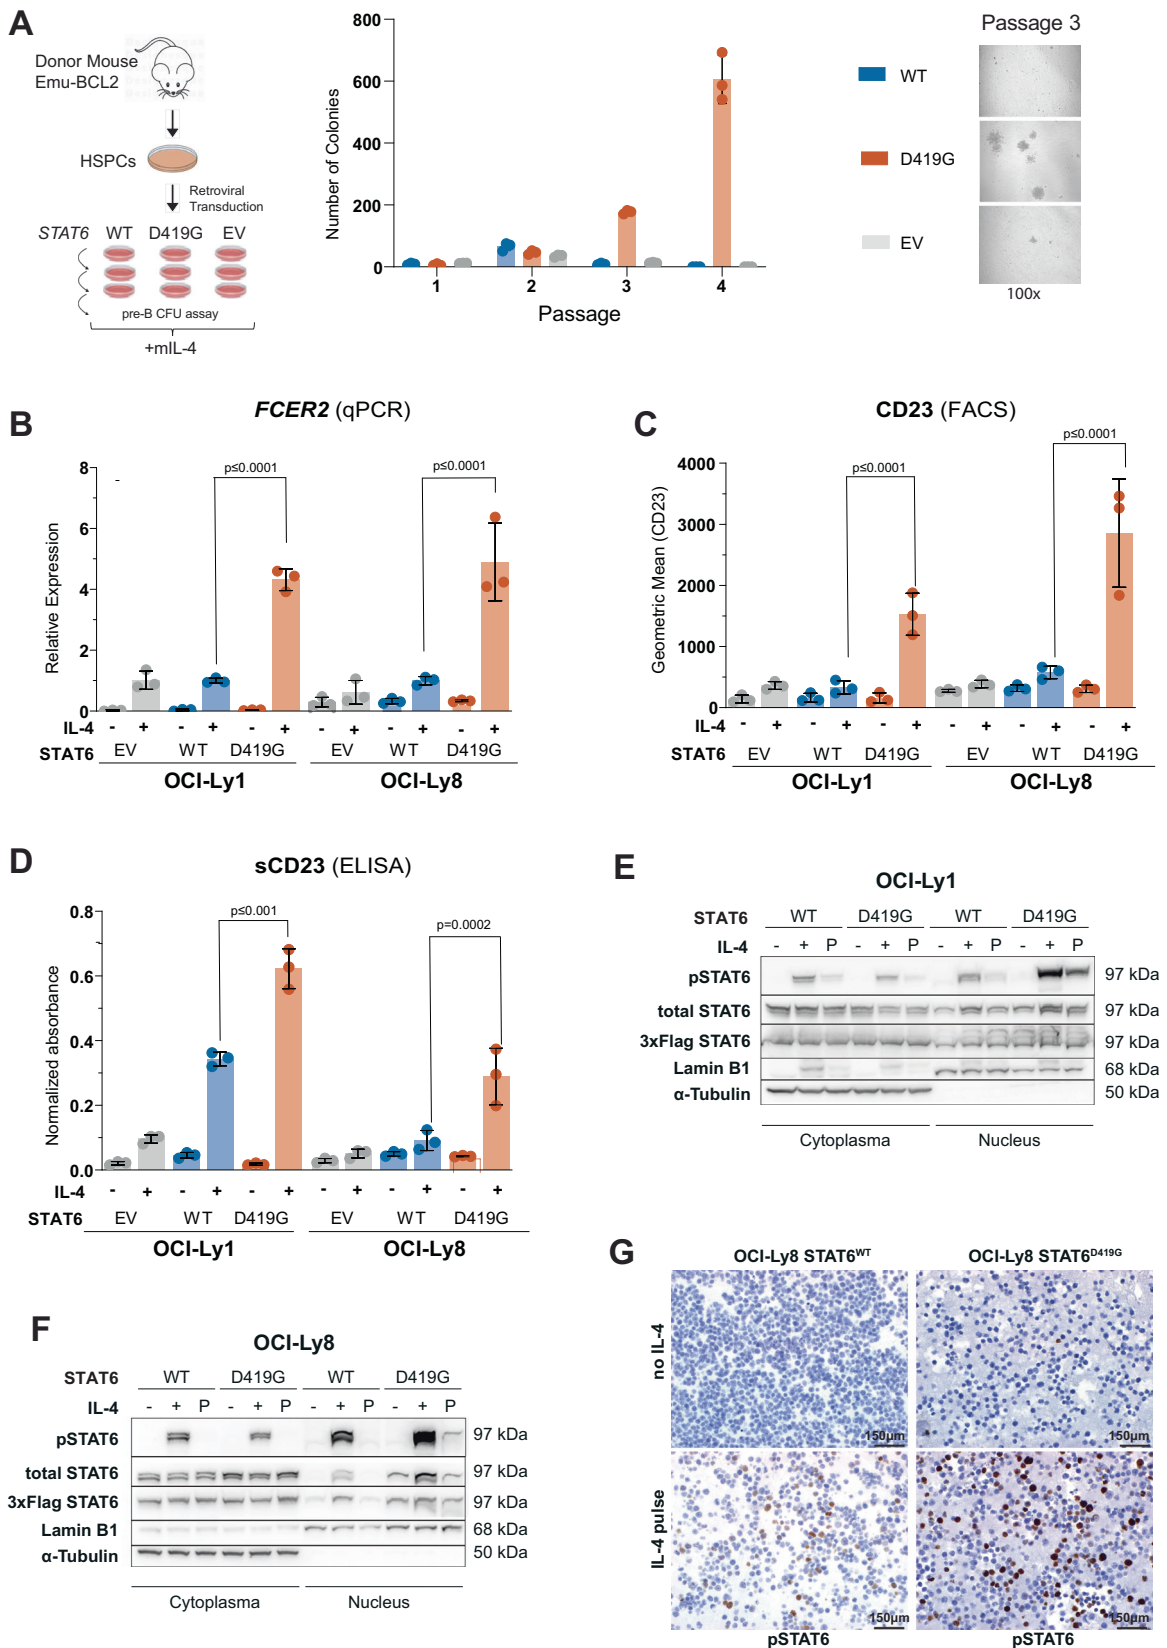 A
Donor Mouse
Emu-BCL2
HSPCs
Retroviral
Transduction
STAT6 WT D419G EV
pre-B CFU assay
+mIL-4
Number of Colonies
800
600
400
200
0
1 2 3 4
Passage
WT
D419G
EV
Passage 3
100x
B
FCER2 (qPCR)
p≤0.0001 p≤0.0001
Relative Expression
8
6
4
2
0
IL-4 - + - + - + - + - + - +
STAT6 EV WT D419G EV WT D419G
OCI-Ly1 OCI-Ly8
C
CD23 (FACS)
p≤0.0001
p≤0.0001
Geometric Mean (CD23)
4000
3000
2000
1000
0
IL-4 - + - + - + - + - + - +
STAT6 EV WT D419G EV WT D419G
OCI-Ly1 OCI-Ly8
D
sCD23 (ELISA)
p≤0.001
p=0.0002
Normalized absorbance
0.8
0.6
0.4
0.2
0.0
IL-4 - + - + - + - + - + - +
STAT6 EV WT D419G EV WT D419G
OCI-Ly1 OCI-Ly8
E
OCI-Ly1
STAT6 WT D419G WT D419G
IL-4 - + P - + P - + P - + P
pSTAT6 97 kDa
total STAT6 97 kDa
3xFlag STAT6 97 kDa
Lamin B1 68 kDa
α-Tubulin 50 kDa
Cytoplasma Nucleus
F
OCI-Ly8
STAT6 WT D419G WT D419G
IL-4 - + P - + P - + P - + P
pSTAT6 97 kDa
total STAT6 97 kDa
3xFlag STAT6 97 kDa
Lamin B1 68 kDa
α-Tubulin 50 kDa
Cytoplasma Nucleus
G
OCI-Ly8 STAT6WT OCI-Ly8 STAT6D419G
no IL-4
150µm 150µm
IL-4 pulse
150µm 150µm
pSTAT6 pSTAT6